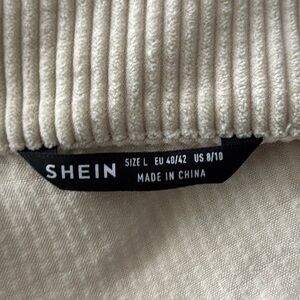 SHEIN SIZE L EU 40/42 US 8/10
MADE IN CHINA